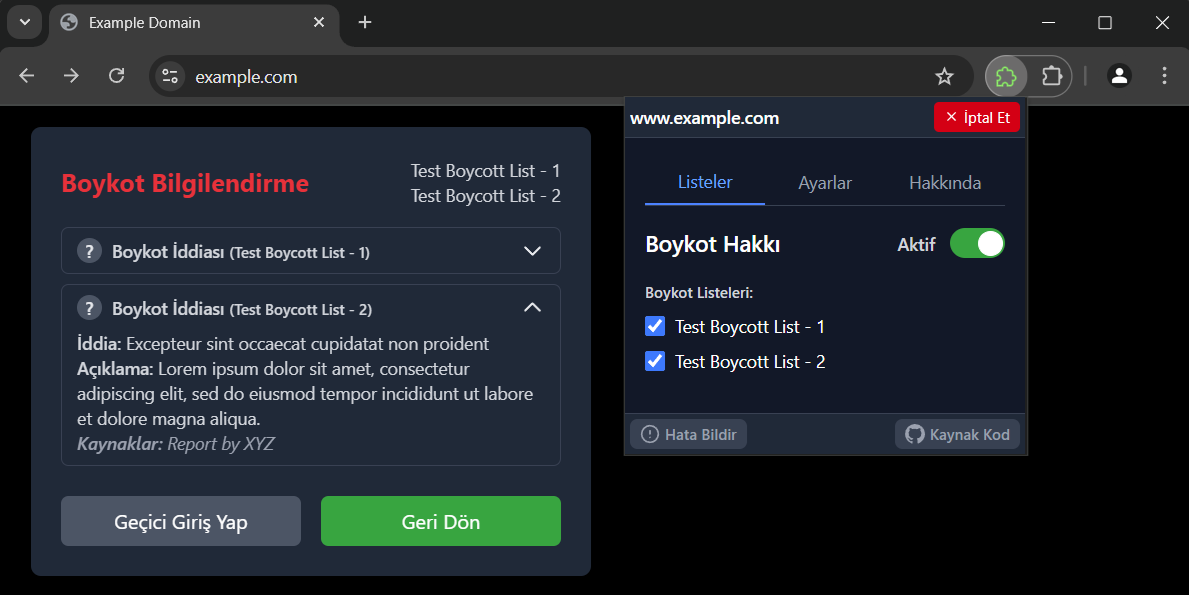 Example Domain
example.com
Boykot Bilgilendirme
Test Boycott List - 1
Test Boycott List - 2
? Boykot İddiası (Test Boycott List - 1)
? Boykot İddiası (Test Boycott List - 2)
İddia: Excepteur sint occaecat cupidatat non proident
Açıklama: Lorem ipsum dolor sit amet, consectetur
adipiscing elit, sed do eiusmod tempor incididunt ut labore
et dolore magna aliqua.
Kaynaklar: Report by XYZ
Geçici Giriş Yap
Geri Dön
www.example.com
× İptal Et
Listeler
Ayarlar
Hakkında
Boykot Hakkı
Aktif
Boykot Listeleri:
Test Boycott List - 1
Test Boycott List - 2
Hata Bildir
Kaynak Kod